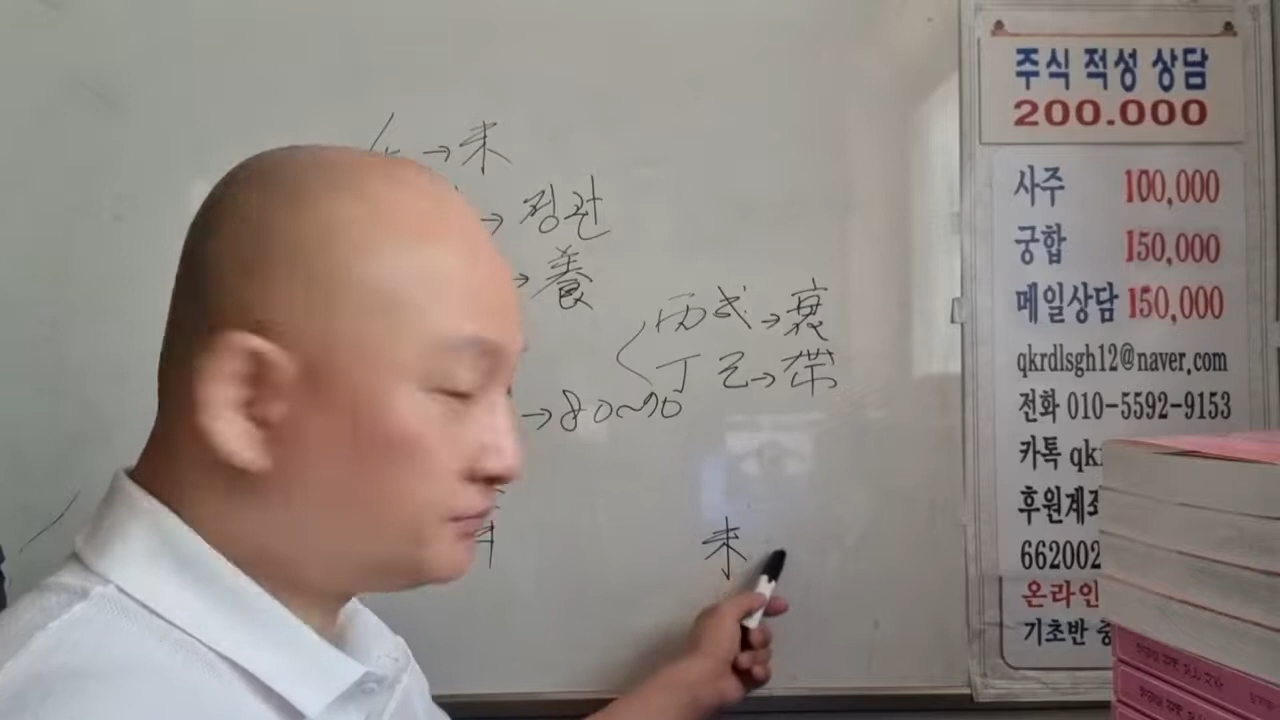 →未
→정관
→養
丙戌→衰
丁己→帶
→80~90
未
주식 적성 상담
200.000
사주 100,000
궁합 150,000
메일상담 150,000
qkrdlsgh12@naver.com
전화 010-5592-9153
카톡
후원계좌
662002
온라인
기초반